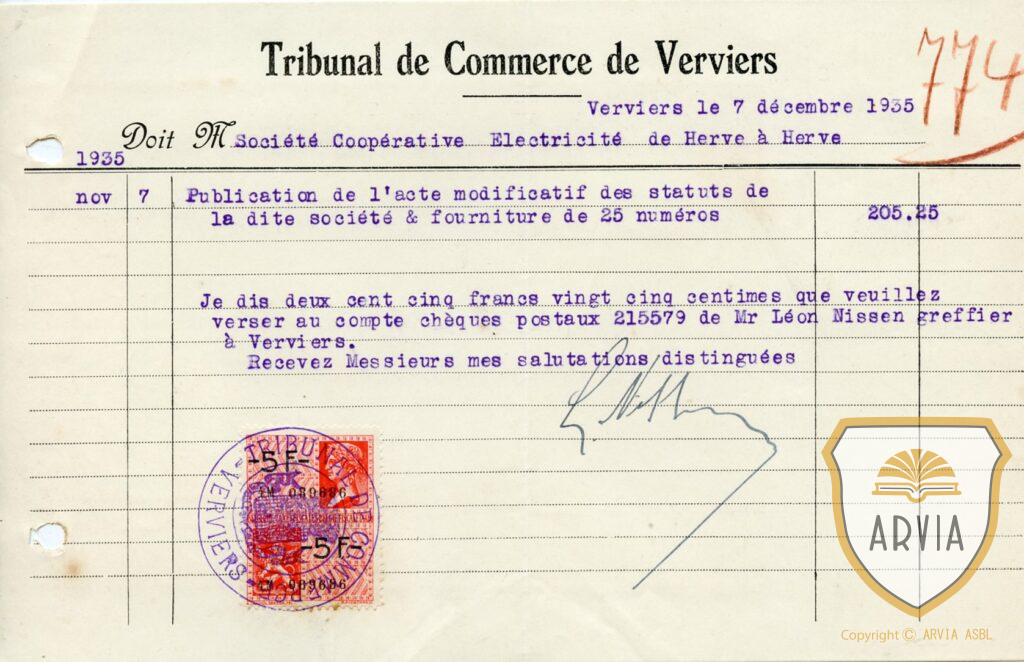 Tribunal de Commerce de Verviers
774
Verviers le 7 décembre 1935
Doit M Société Coopérative Electricité de Herve à Herve
1935
nov 7 Publication de l'acte modificatif des statuts de
la dite société & fourniture de 25 numéros 205.25
Je dis deux cent cinq francs vingt cinq centimes que veuillez
verser au compte chèques postaux 215579 de Mr Léon Nissen greffier
à Verviers.
Recevez Messieurs mes salutations distinguées
TRIBUNAL DE COMMERCE
-VERVIERS-
-5F-
-5F-
ARVIA
Copyright © ARVIA ASBL